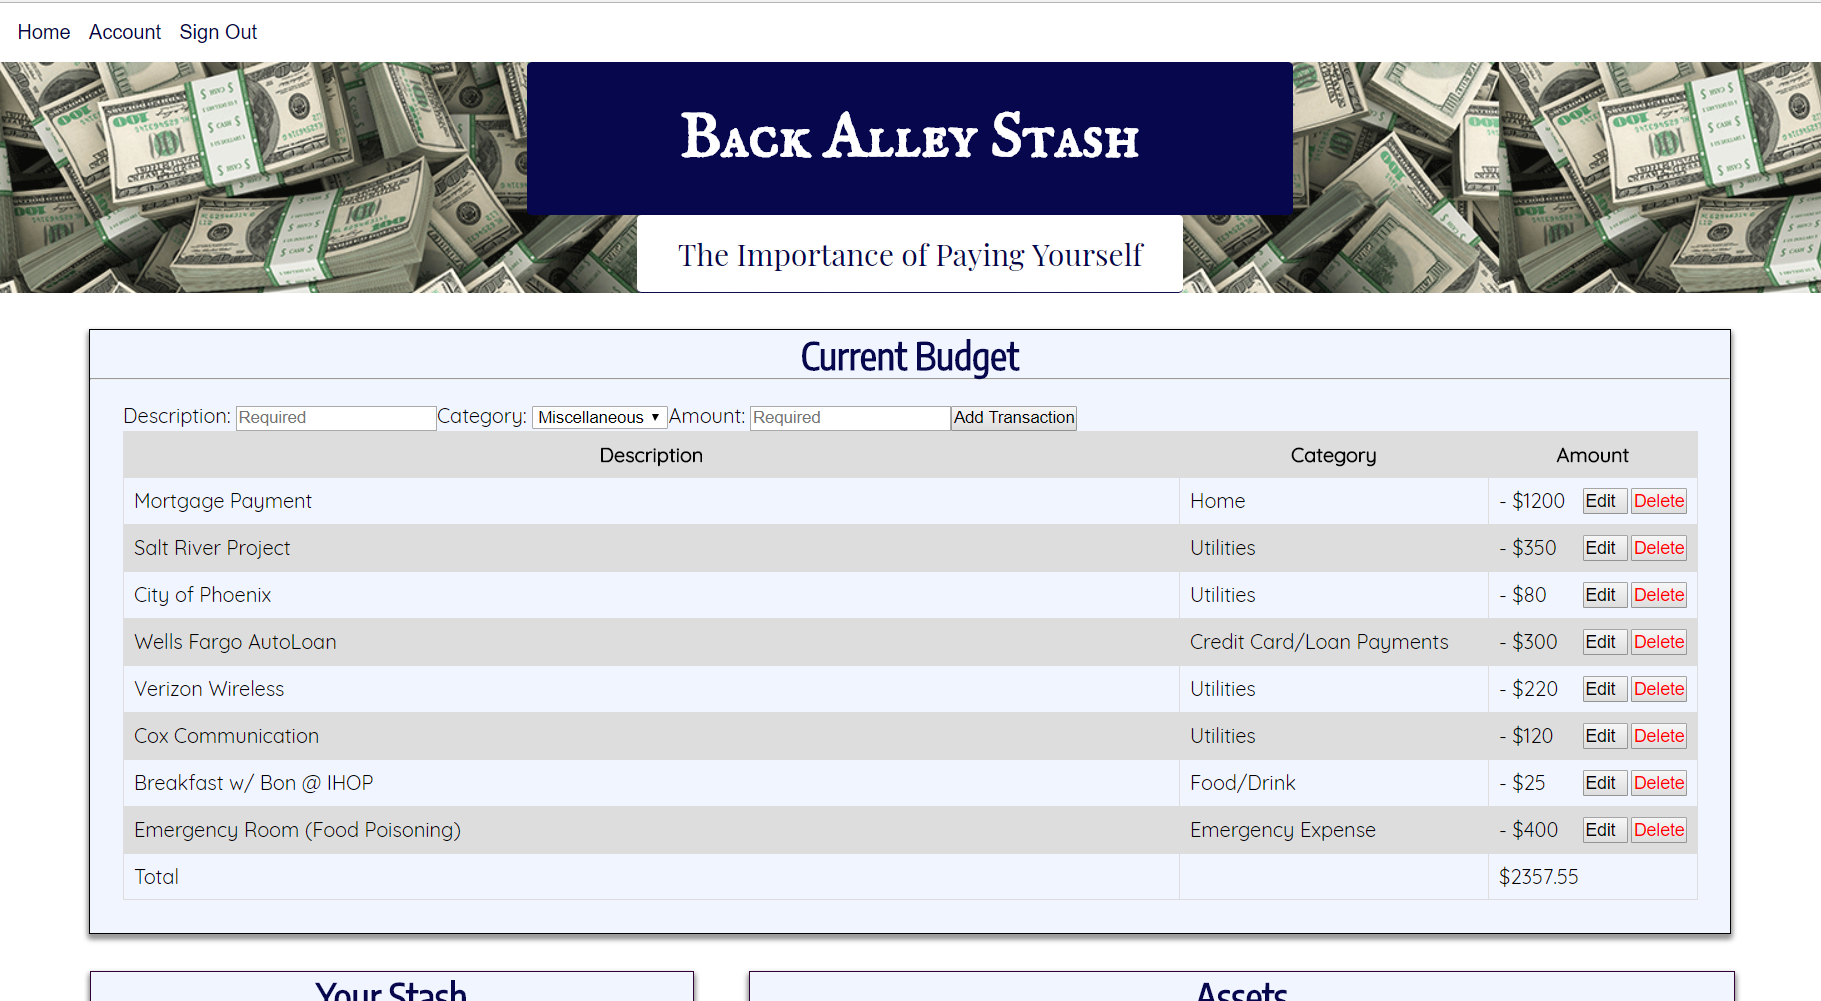 Home Account Sign Out
Back Alley Stash
The Importance of Paying Yourself
Current Budget
Description: Required Category: Miscellaneous Amount: Required Add Transaction
Description Category Amount
Mortgage Payment Home - $1200 Edit Delete
Salt River Project Utilities - $350 Edit Delete
City of Phoenix Utilities - $80 Edit Delete
Wells Fargo AutoLoan Credit Card/Loan Payments - $300 Edit Delete
Verizon Wireless Utilities - $220 Edit Delete
Cox Communication Utilities - $120 Edit Delete
Breakfast w/ Bon @ IHOP Food/Drink - $25 Edit Delete
Emergency Room (Food Poisoning) Emergency Expense - $400 Edit Delete
Total $2357.55
Your Stash Assets